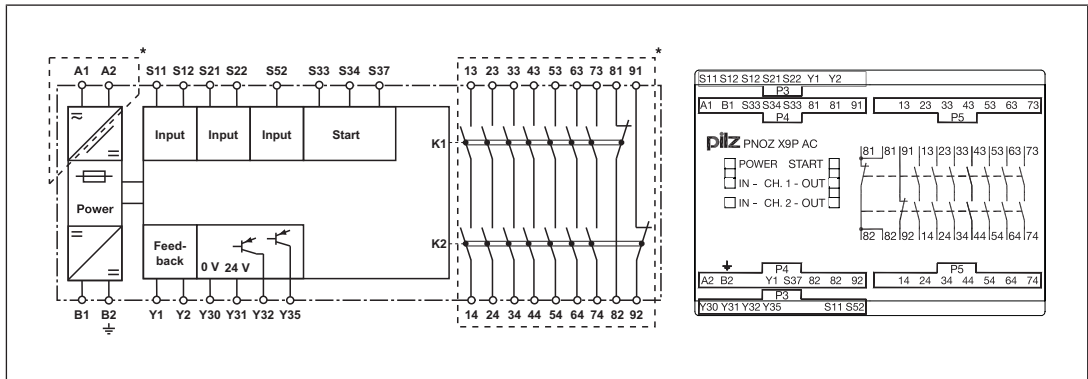 * *
A1 A2 S11 S12 S21 S22 S52 S33 S34 S37 13 23 33 43 53 63 73 81 91
Input Input Input Start
K1
Power
K2
Feed-
back
0 V 24 V
B1 B2 Y1 Y2 Y30 Y31 Y32 Y35 14 24 34 44 54 64 74 82 92
S11 S12 S12 S21 S22 Y1 Y2
P3
A1 B1 S33 S34 S33 81 81 91 13 23 33 43 53 63 73
P4 P5
pilz PNOZ X9P AC
POWER START
IN - CH. 1 - OUT
IN - CH. 2 - OUT
81 81 91 13 23 33 43 53 63 73
82 82 92 14 24 34 44 54 64 74
P4 P5
A2 B2 Y1 S37 82 82 92 14 24 34 44 54 64 74
P3
Y30 Y31 Y32 Y35 S11 S52